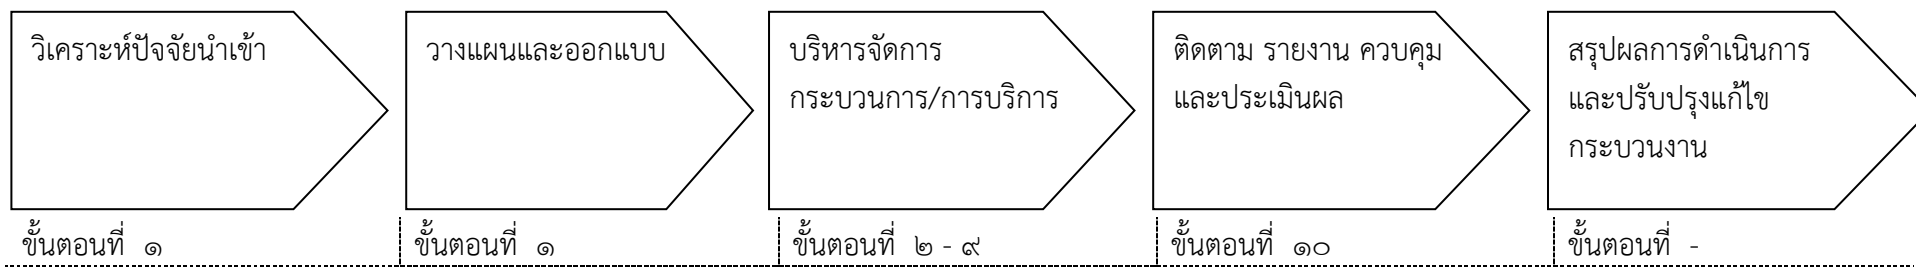 วิเคราะห์ปัจจัยนำเข้า
วางแผนและออกแบบ
บริหารจัดการ
กระบวนการ/การบริการ
ติดตาม รายงาน ควบคุม
และประเมินผล
สรุปผลการดำเนินการ
และปรับปรุงแก้ไข
กระบวนงาน
ขั้นตอนที่ ๑
ขั้นตอนที่ ๑
ขั้นตอนที่ ๒ - ๙
ขั้นตอนที่ ๑๐
ขั้นตอนที่ -